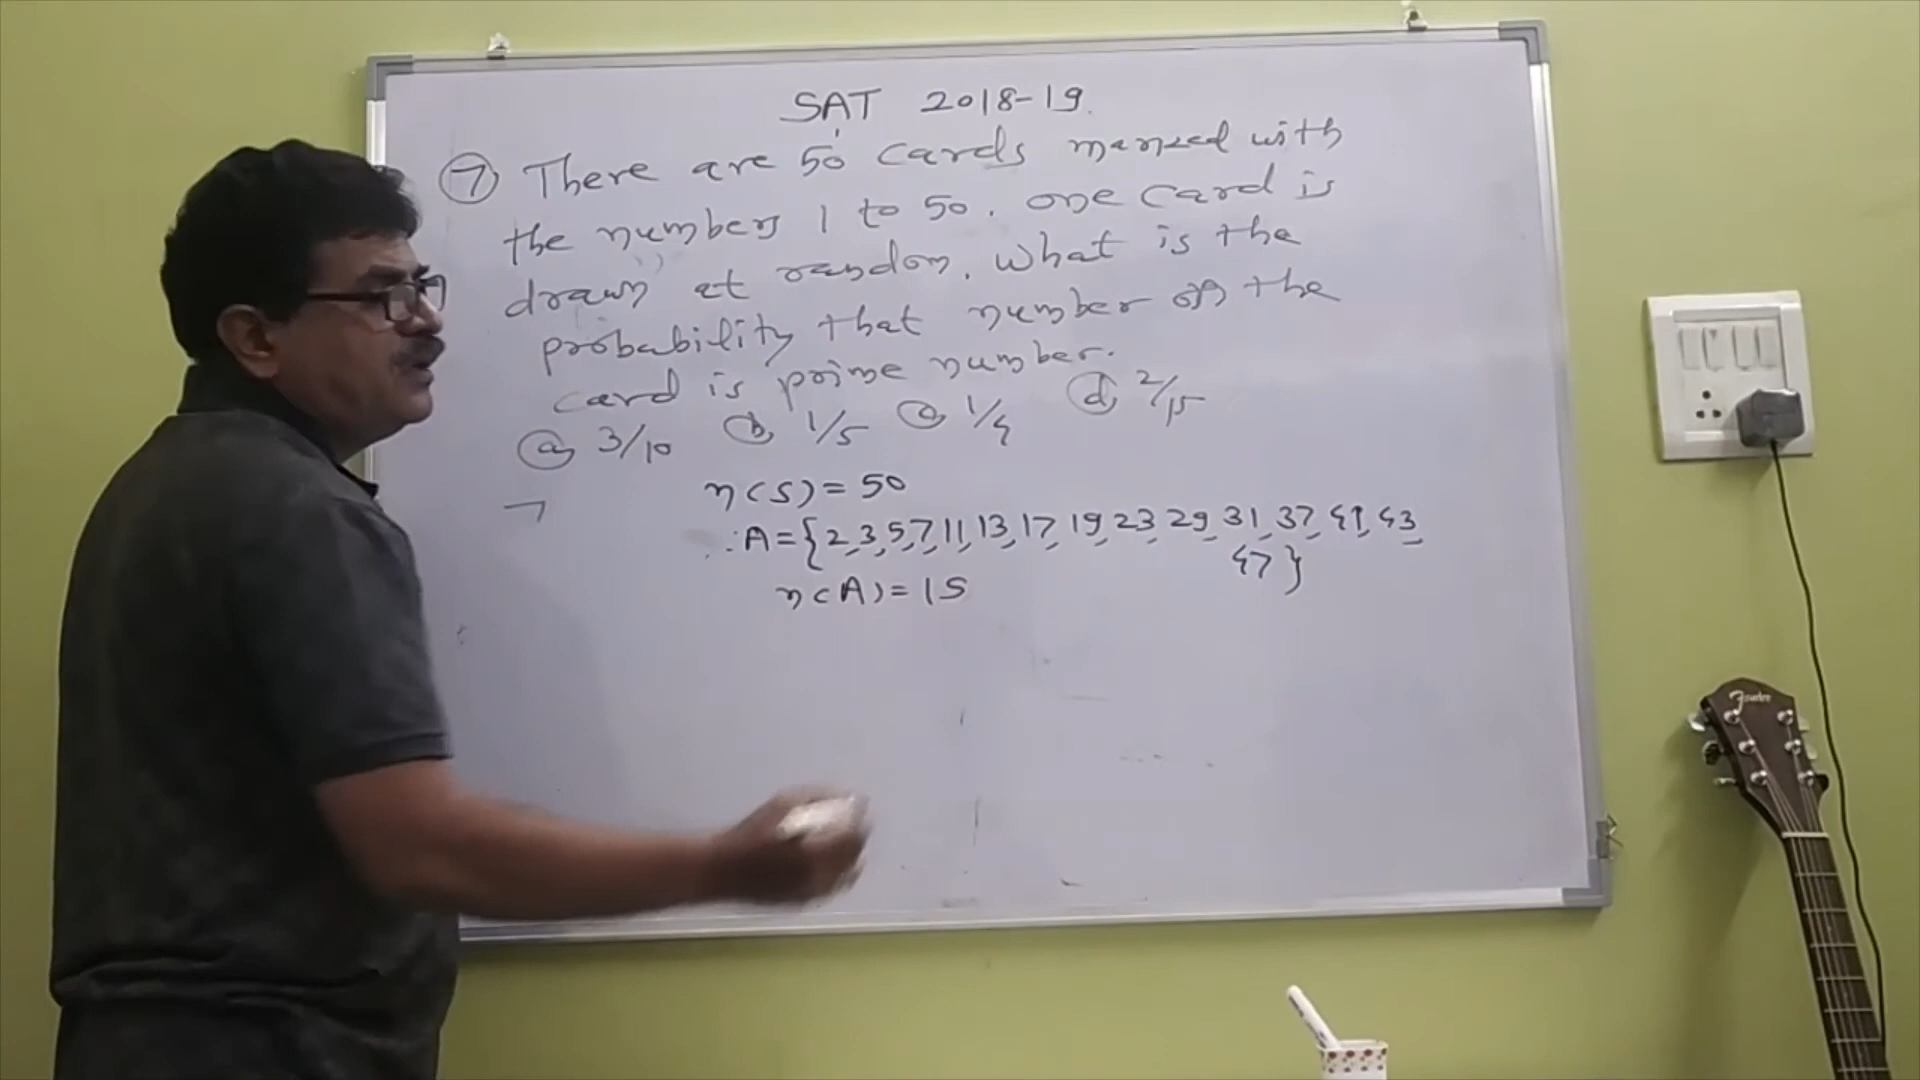 SAT 2018-19.
7 There are 50 cards marked with
the numbers 1 to 50. one card is
drawn at random. What is the
probability that number on the
card is prime number.
a 3/10 b 1/5 c 1/4 d 2/15
→ n(S) = 50
∴ A = {2,3,5,7,11,13,17,19,23,29,31,37,41,43
47}
n(A) = 15
Fender